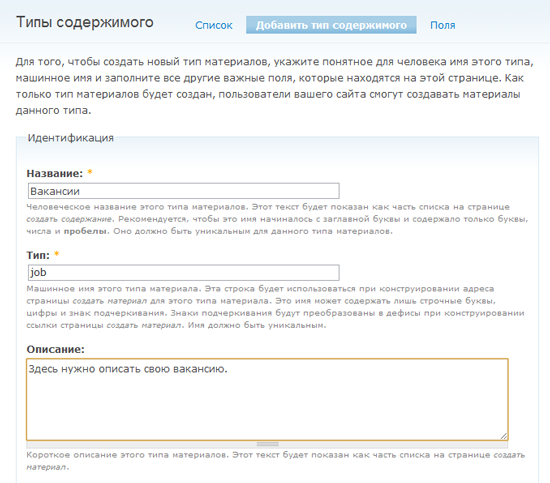 Типы содержимого
Список Добавить тип содержимого Поля
Для того, чтобы создать новый тип материалов, укажите понятное для человека имя этого типа,
машинное имя и заполните все другие важные поля, которые находятся на этой странице. Как
только тип материалов будет создан, пользователи вашего сайта смогут создавать материалы
данного типа.
Идентификация
Название: *
Вакансии
Человеческое название этого типа материалов. Этот текст будет показан как часть списка на странице
создать содержание. Рекомендуется, чтобы это имя начиналось с заглавной буквы и содержало только буквы,
числа и пробелы. Оно должно быть уникальным для данного типа материалов.
Тип: *
job
Машинное имя этого типа материала. Эта строка будет использоваться при конструировании адреса
страницы создать материал для этого типа материала. Это имя может содержать лишь строчные буквы,
цифры и знак подчеркивания. Знаки подчеркивания будут преобразованы в дефисы при конструировании
ссылки страницы создать материал. Имя должно быть уникальным.
Описание:
Здесь нужно описать свою вакансию.
Короткое описание этого типа материалов. Этот текст будет показан как часть списка на странице создать
материал.